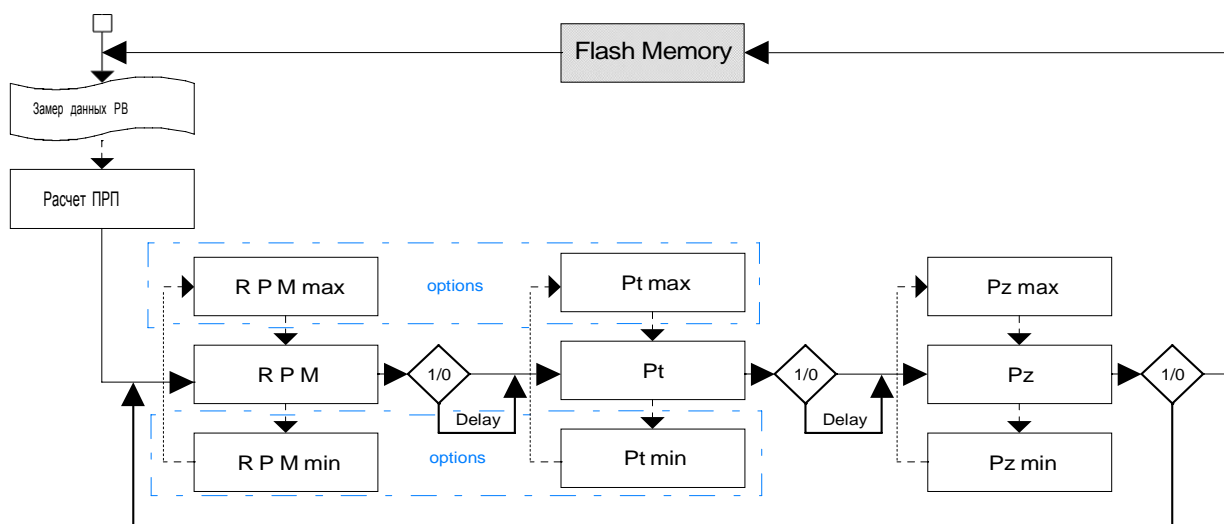 Flash Memory
Замер данных РВ
Расчет ПРП
R P M max
options
Pt max
Pz max
R P M
1/0
Pt
1/0
Pz
1/0
Delay
Delay
R P M min
options
Pt min
Pz min